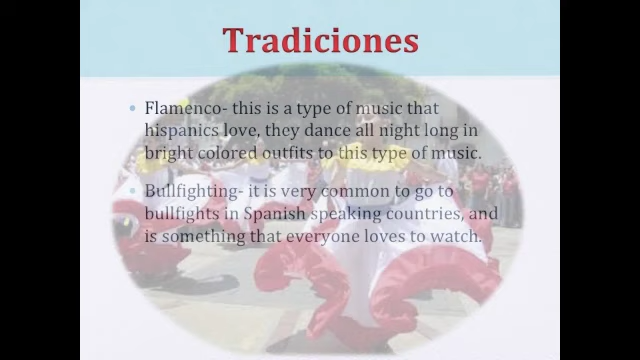 Tradiciones
Flamenco- this is a type of music that
hispanics love, they dance all night long in
bright colored outfits to this type of music.
Bullfighting- it is very common to go to
bullfights in Spanish speaking countries, and
is something that everyone loves to watch.